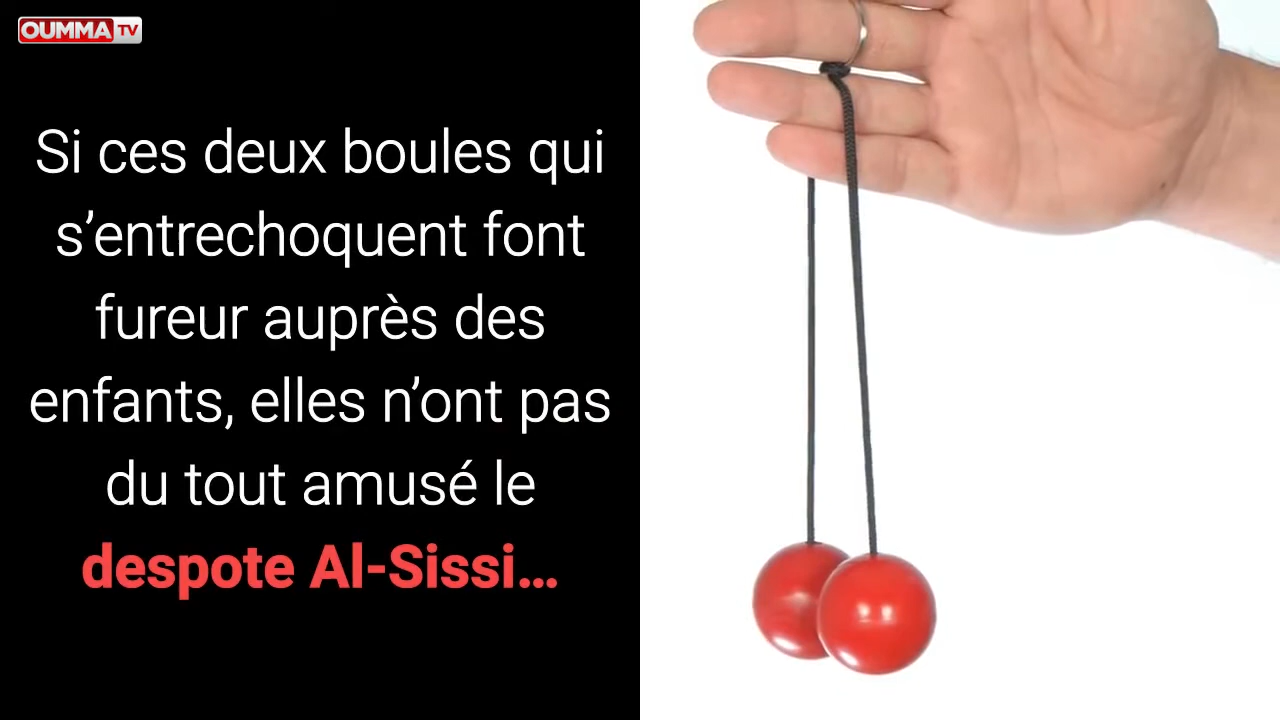 OUMMA TV
Si ces deux boules qui
s’entrechoquent font
fureur auprès des
enfants, elles n’ont pas
du tout amusé le
despote Al-Sissi...